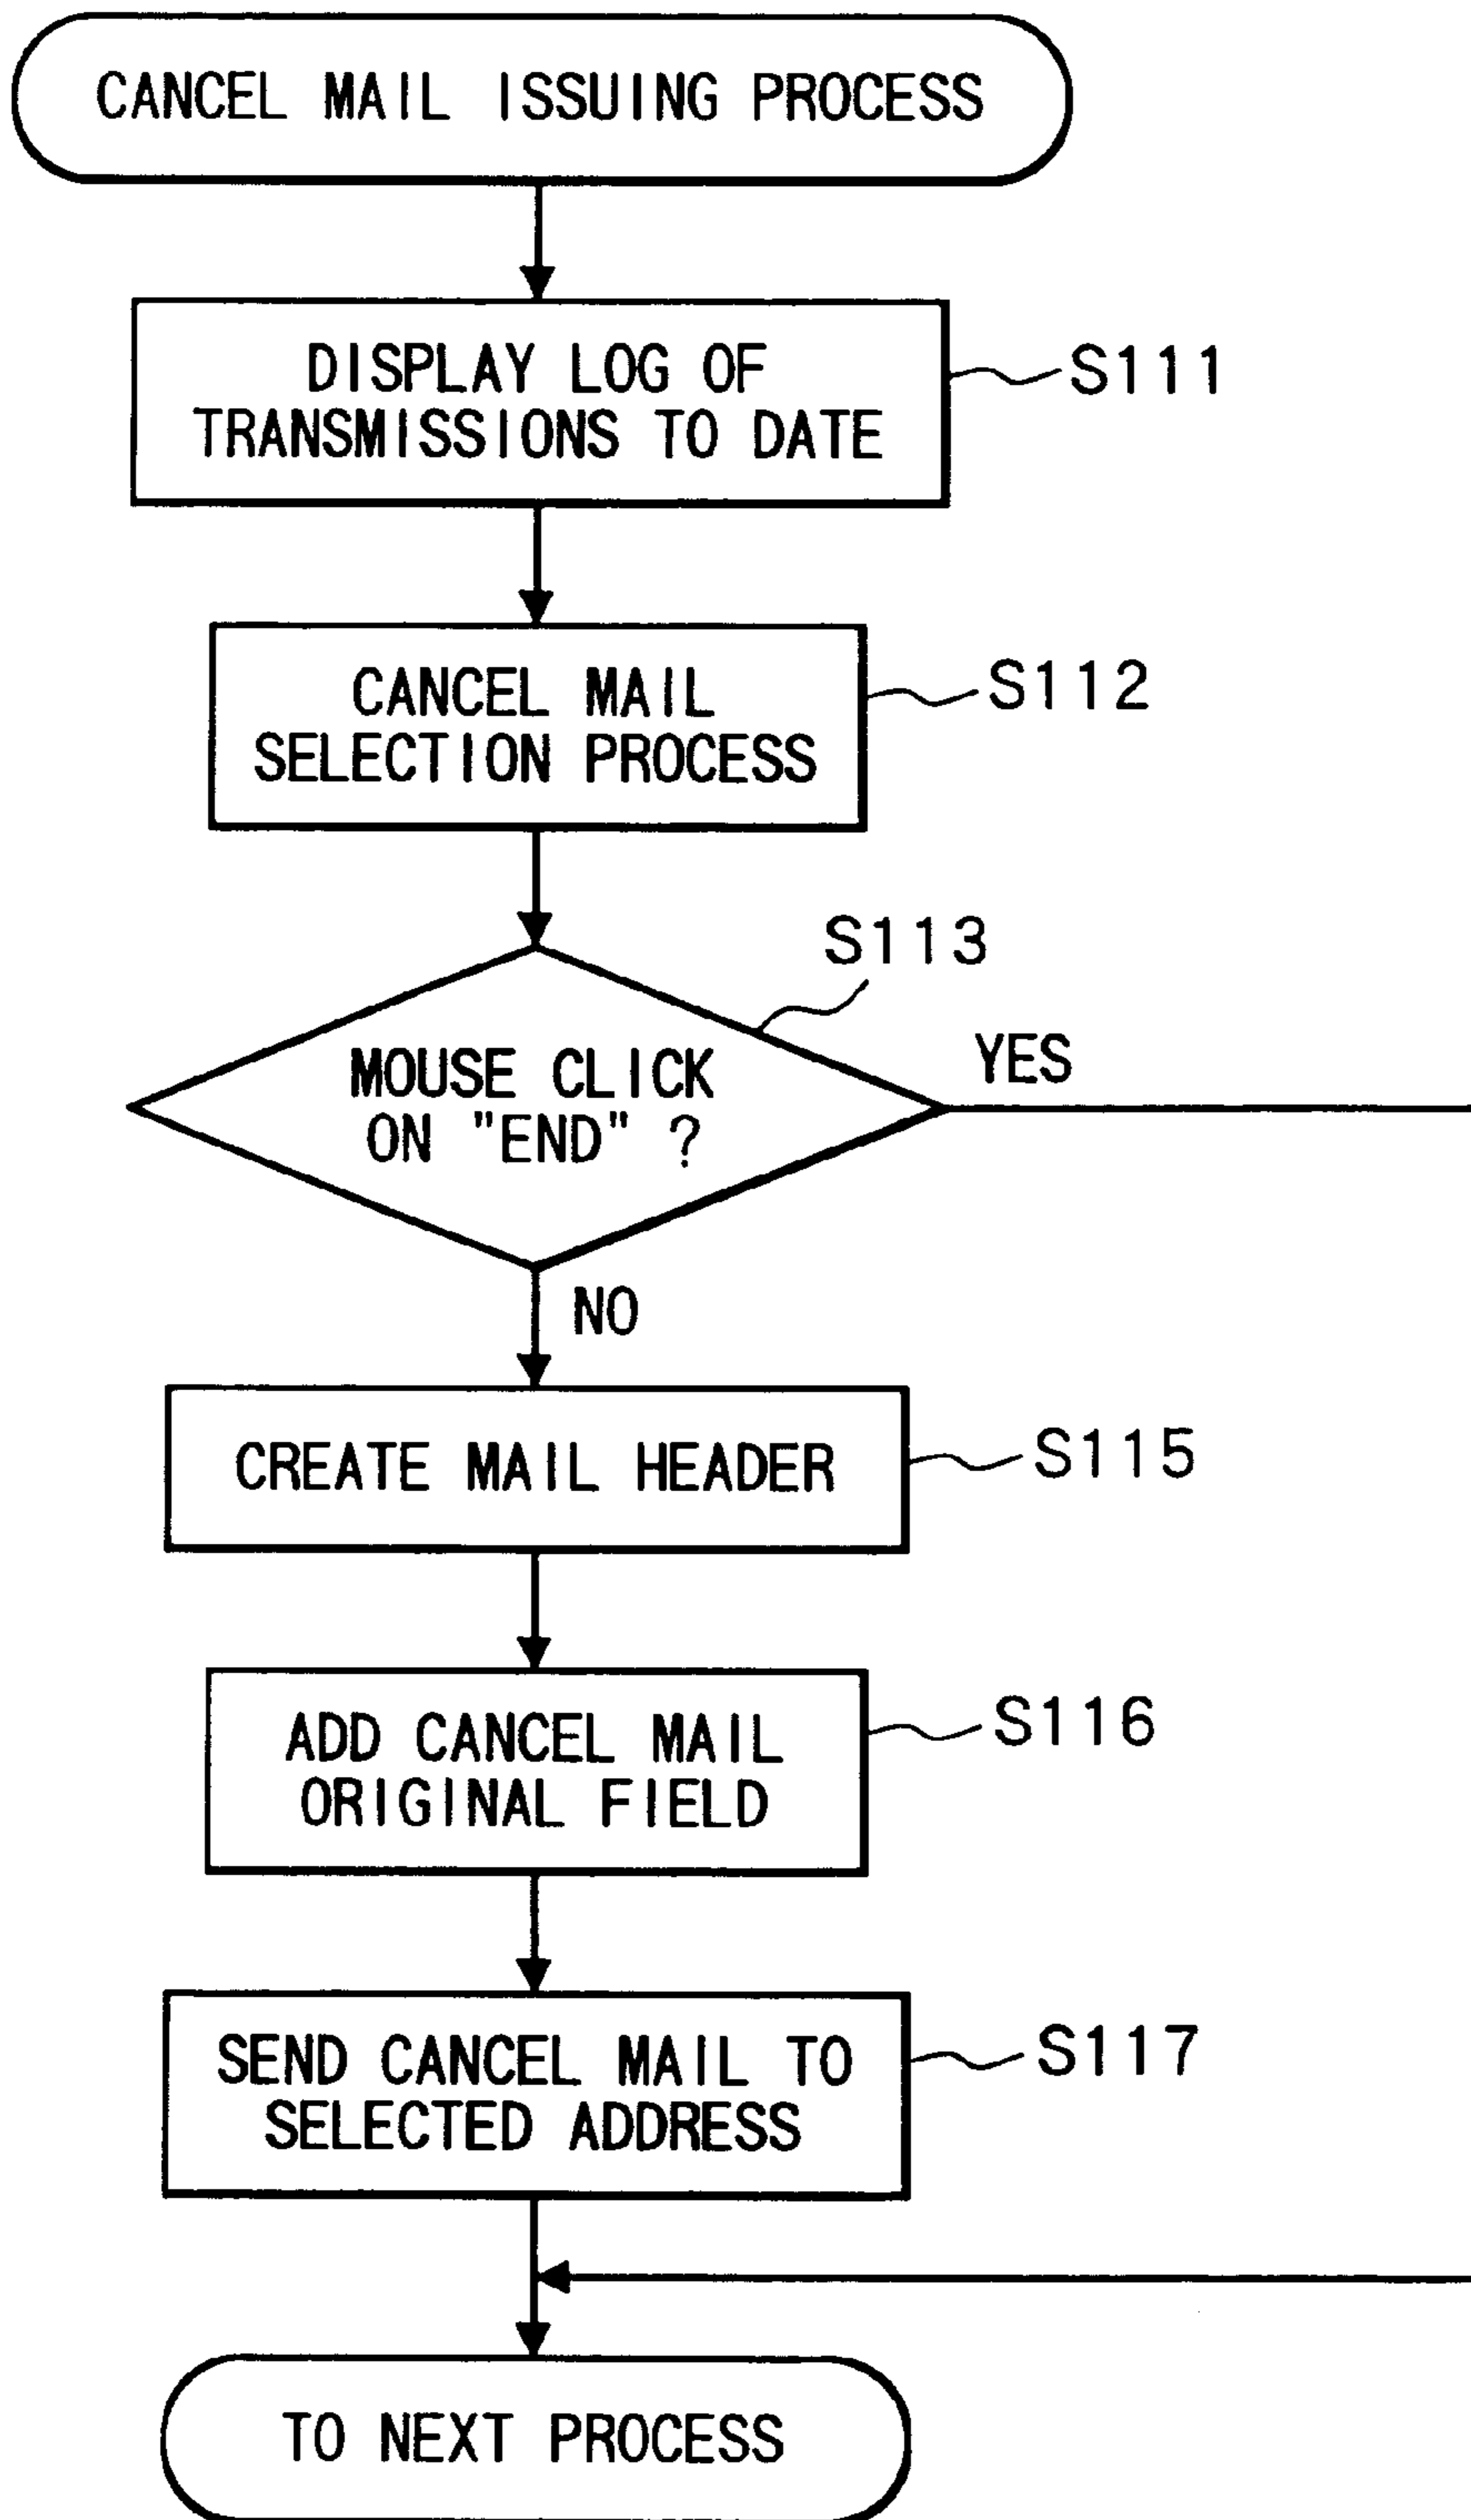 CANCEL MAIL ISSUING PROCESS
DISPLAY LOG OF
TRANSMISSIONS TO DATE
S111
CANCEL MAIL
SELECTION PROCESS
S112
S113
MOUSE CLICK
ON "END" ?
YES
NO
CREATE MAIL HEADER
S115
ADD CANCEL MAIL
ORIGINAL FIELD
S116
SEND CANCEL MAIL TO
SELECTED ADDRESS
S117
TO NEXT PROCESS